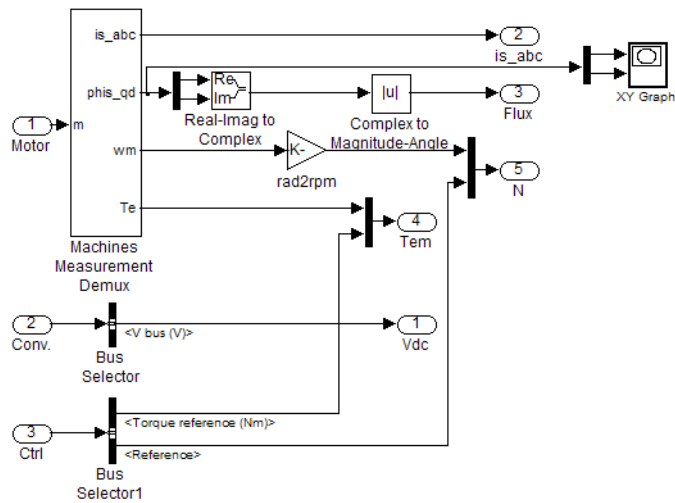 is_abc
2
is_abc
phis_qd
Re
Im
Real-Imag to
Complex
|u|
Complex to
Magnitude-Angle
3
Flux
XY Graph
1
Motor
m
wm
K-
rad2rpm
5
N
Te
4
Tem
Machines
Measurement
Demux
2
Conv.
<V bus (V)>
Bus
Selector
1
Vdc
3
Ctrl
<Torque reference (Nm)>
<Reference>
Bus
Selector1